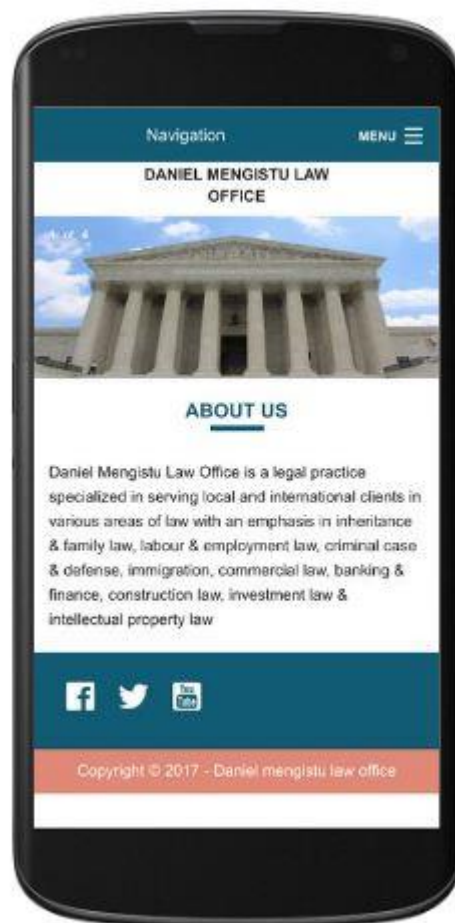 Navigation
MENU
DANIEL MENGISTU LAW
OFFICE
ABOUT US
Daniel Mengistu Law Office is a legal practice
specialized in serving local and international clients in
various areas of law with an emphasis in inheritance
& family law, labour & employment law, criminal case
& defense, immigration, commercial law, banking &
finance, construction law, investment law &
intellectual property law
You
Tube
Copyright © 2017 - Daniel mengistu law office